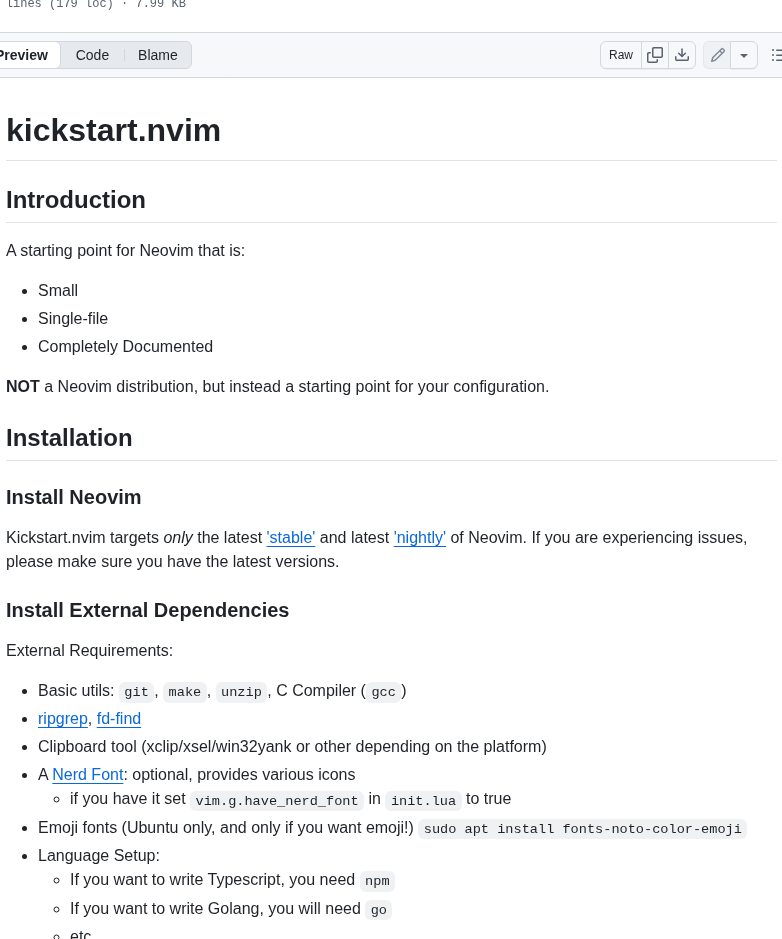 lines (179 loc) · 7.99 KB
Preview Code Blame Raw
kickstart.nvim
Introduction
A starting point for Neovim that is:
Small
Single-file
Completely Documented
NOT a Neovim distribution, but instead a starting point for your configuration.
Installation
Install Neovim
Kickstart.nvim targets only the latest 'stable' and latest 'nightly' of Neovim. If you are experiencing issues,
please make sure you have the latest versions.
Install External Dependencies
External Requirements:
Basic utils: git, make, unzip, C Compiler (gcc)
ripgrep, fd-find
Clipboard tool (xclip/xsel/win32yank or other depending on the platform)
A Nerd Font: optional, provides various icons
if you have it set vim.g.have_nerd_font in init.lua to true
Emoji fonts (Ubuntu only, and only if you want emoji!) sudo apt install fonts-noto-color-emoji
Language Setup:
If you want to write Typescript, you need npm
If you want to write Golang, you will need go
etc